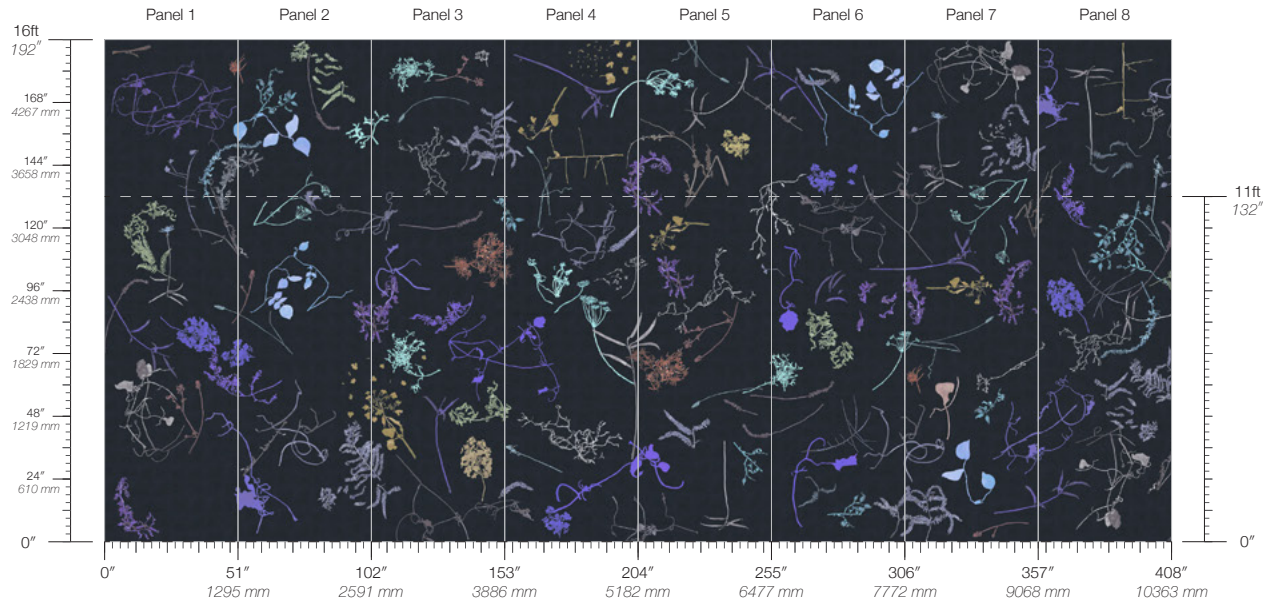 Panel 1 Panel 2 Panel 3 Panel 4 Panel 5 Panel 6 Panel 7 Panel 8
16ft
192″
168″
4267 mm
144″
3658 mm
11ft
132″
120″
3048 mm
96″
2438 mm
72″
1829 mm
48″
1219 mm
24″
610 mm
0″ 0″
0″ 51″ 102″ 153″ 204″ 255″ 306″ 357″ 408″
1295 mm 2591 mm 3886 mm 5182 mm 6477 mm 7772 mm 9068 mm 10363 mm